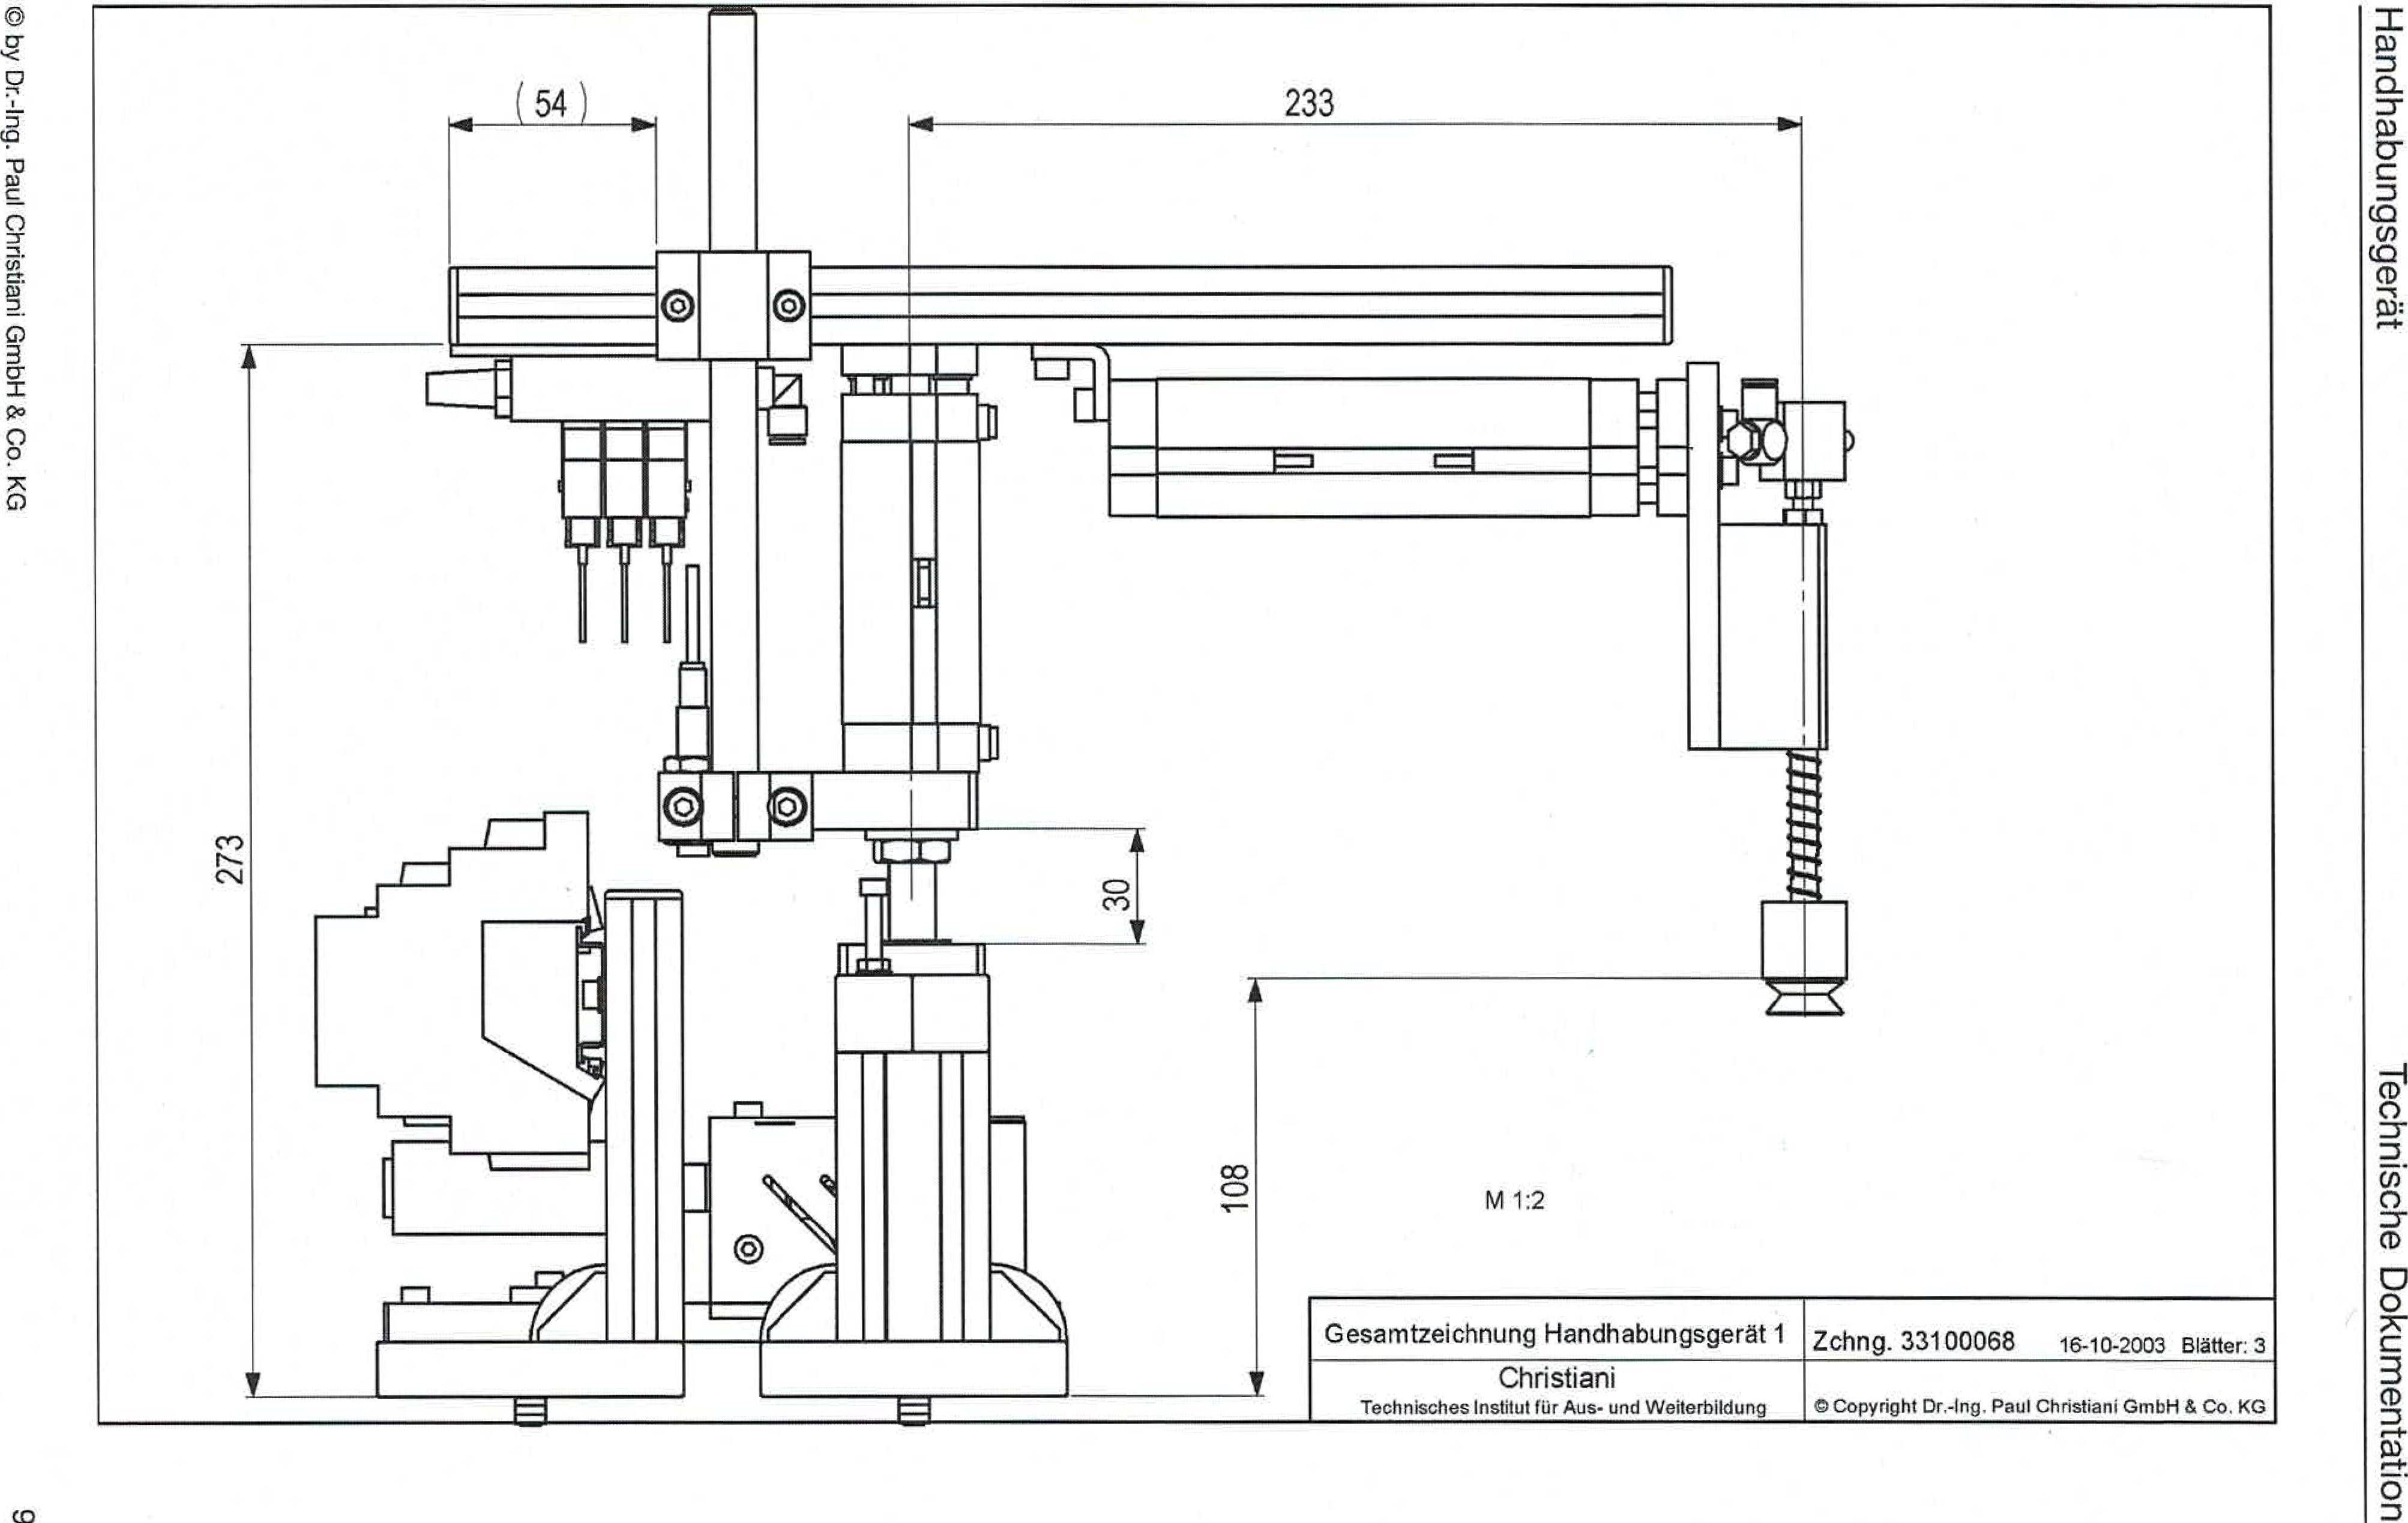 Handhabungsgerät
Technische Dokumentation
( 54 )
233
273
30
108
M 1:2
Gesamtzeichnung Handhabungsgerät 1
Zchng. 33100068 16-10-2003 Blätter: 3
Christiani
Technisches Institut für Aus- und Weiterbildung
© Copyright Dr.-Ing. Paul Christiani GmbH & Co. KG
© by Dr.-Ing. Paul Christiani GmbH & Co. KG
9